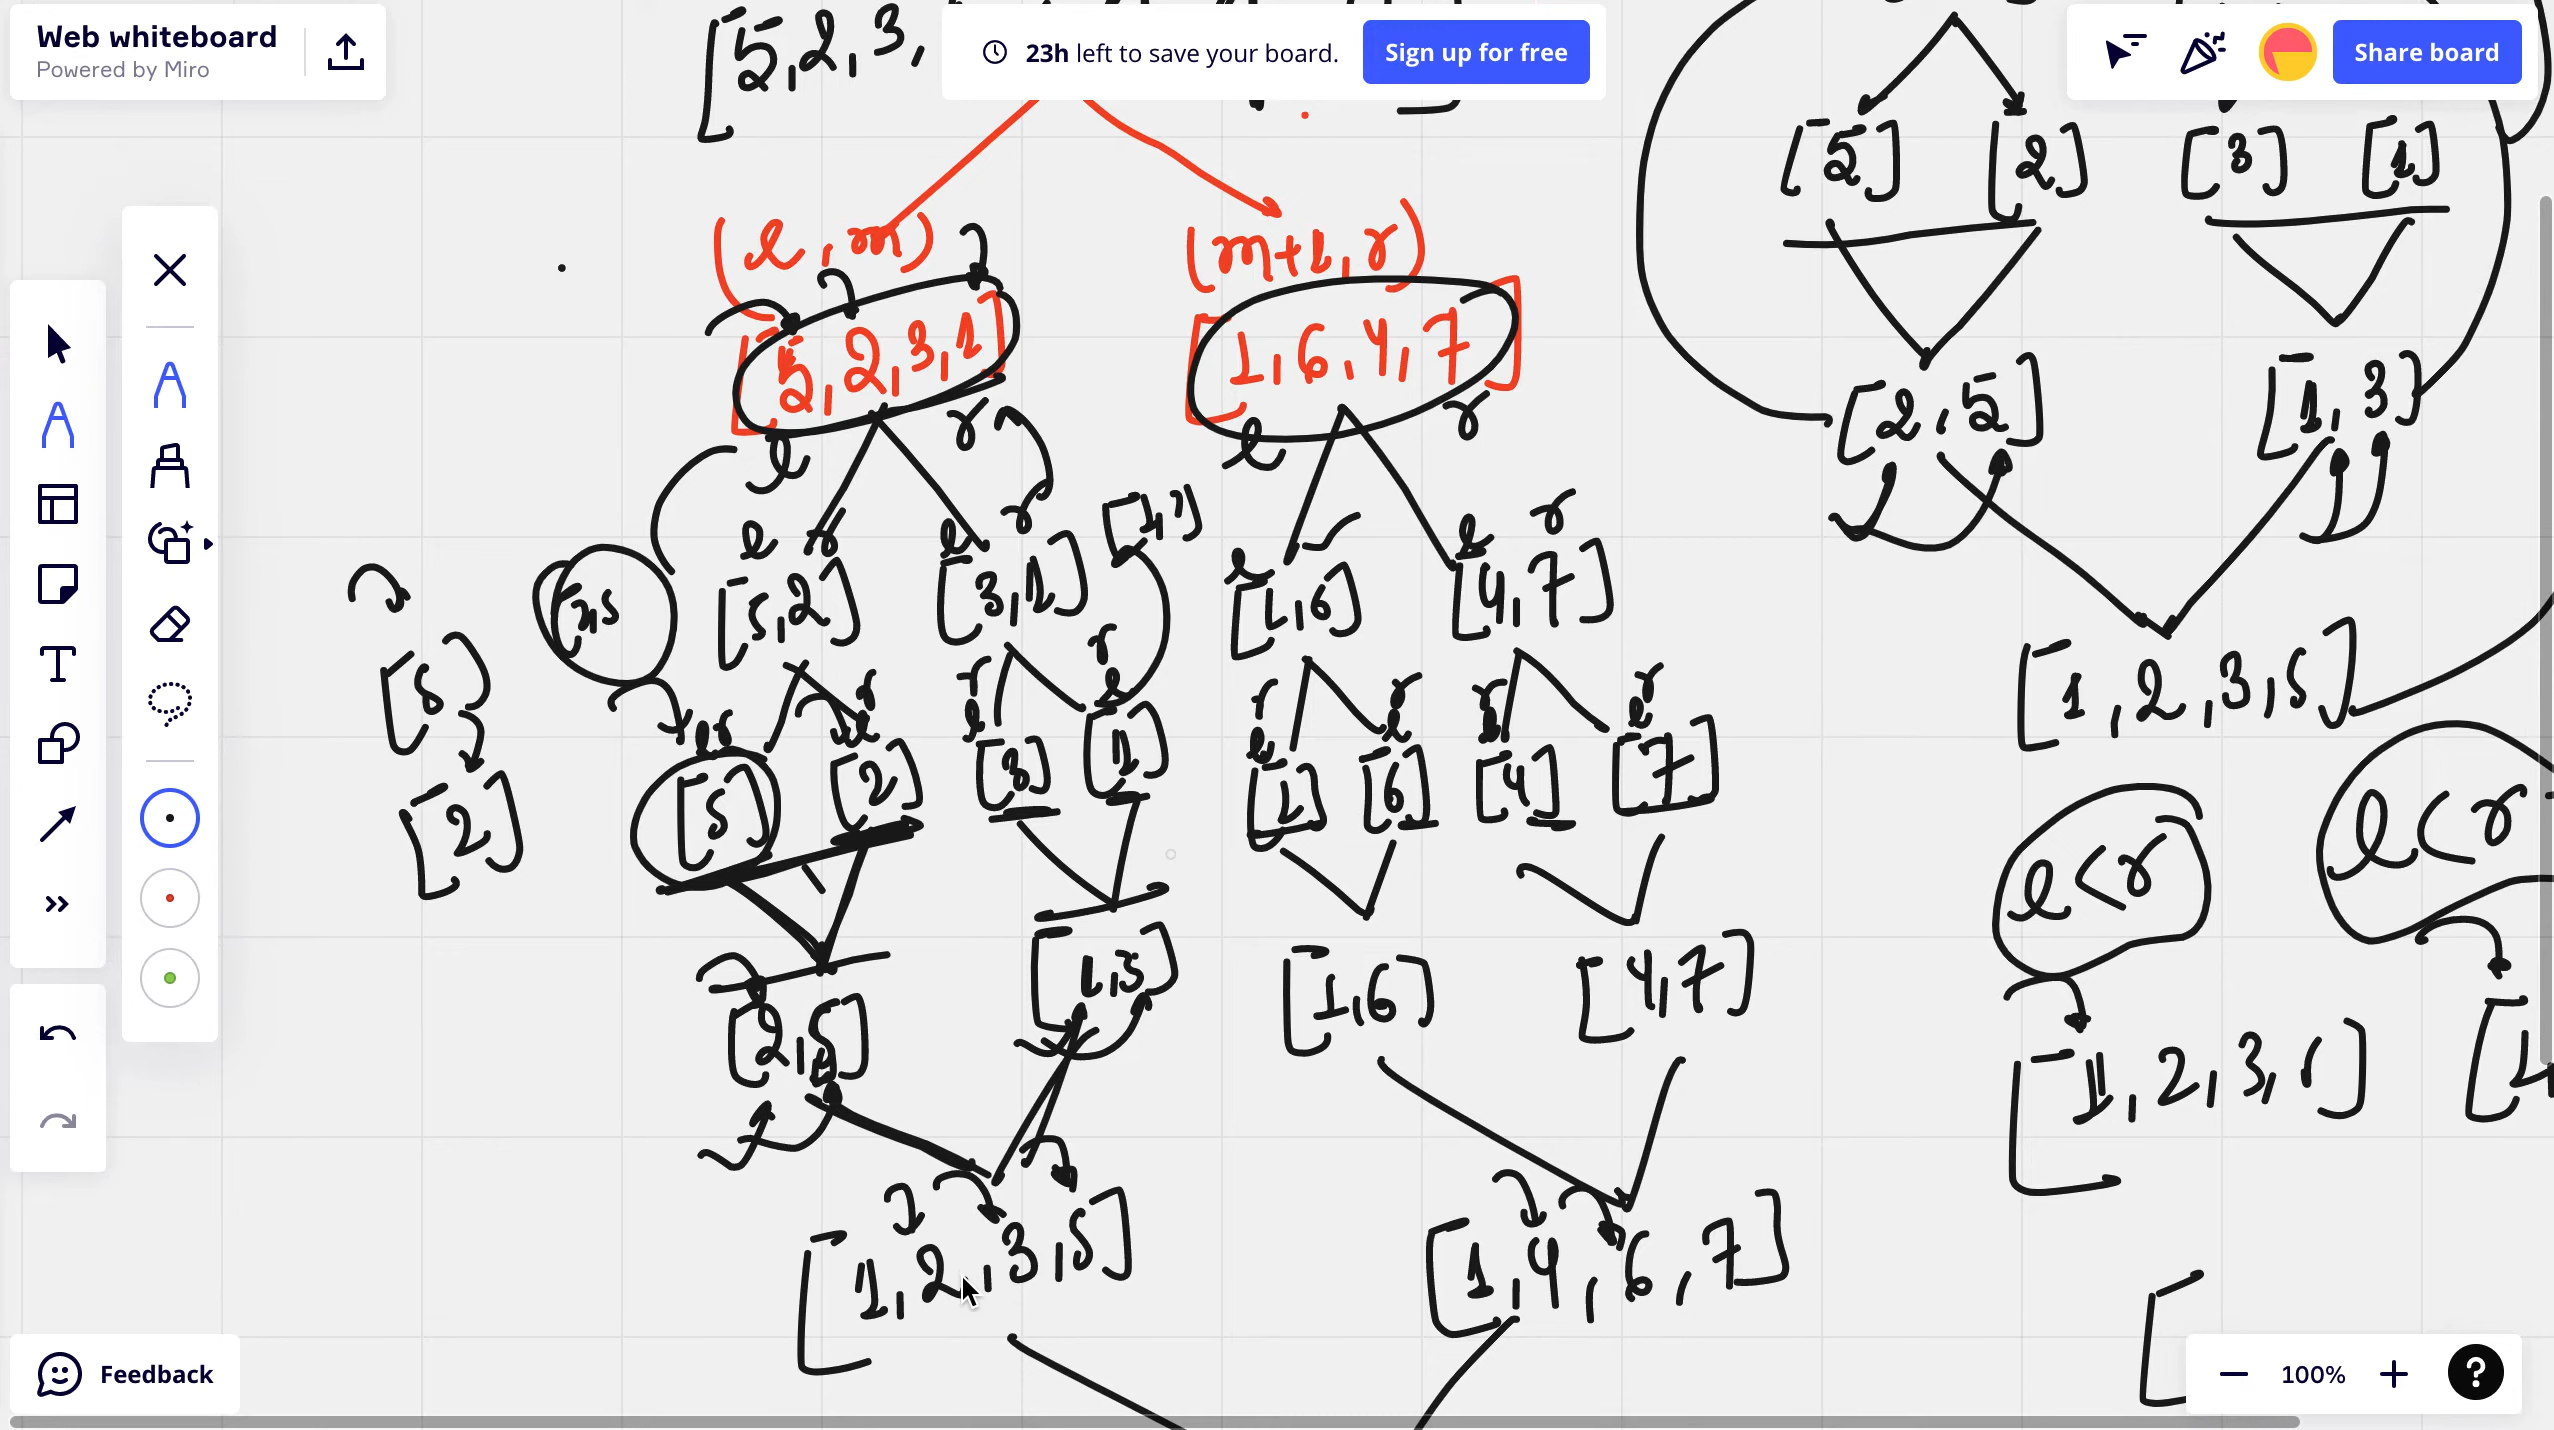 Web whiteboard
Powered by Miro
23h left to save your board.
Sign up for free
Share board
[5,2,3,
[5] [2] [3] [1]
(l,m) (m+1,r)
[5,2,3,1] [1,6,4,7]
l r l r
[2,5] [1,3]
l r l r l r
[2,5 [5,2] [3,1] [1,6] [4,7]
[1,2,3,5]
[5]
[2]
l r l r l r l r l r l r l r l r
[5] [2] [3] [1] [1] [6] [4] [7]
l<r l<r
[2,5] [1,3] [1,6] [4,7]
[1,2,3,
[1,2,3,5] [1,4,6,7]
Feedback
100%